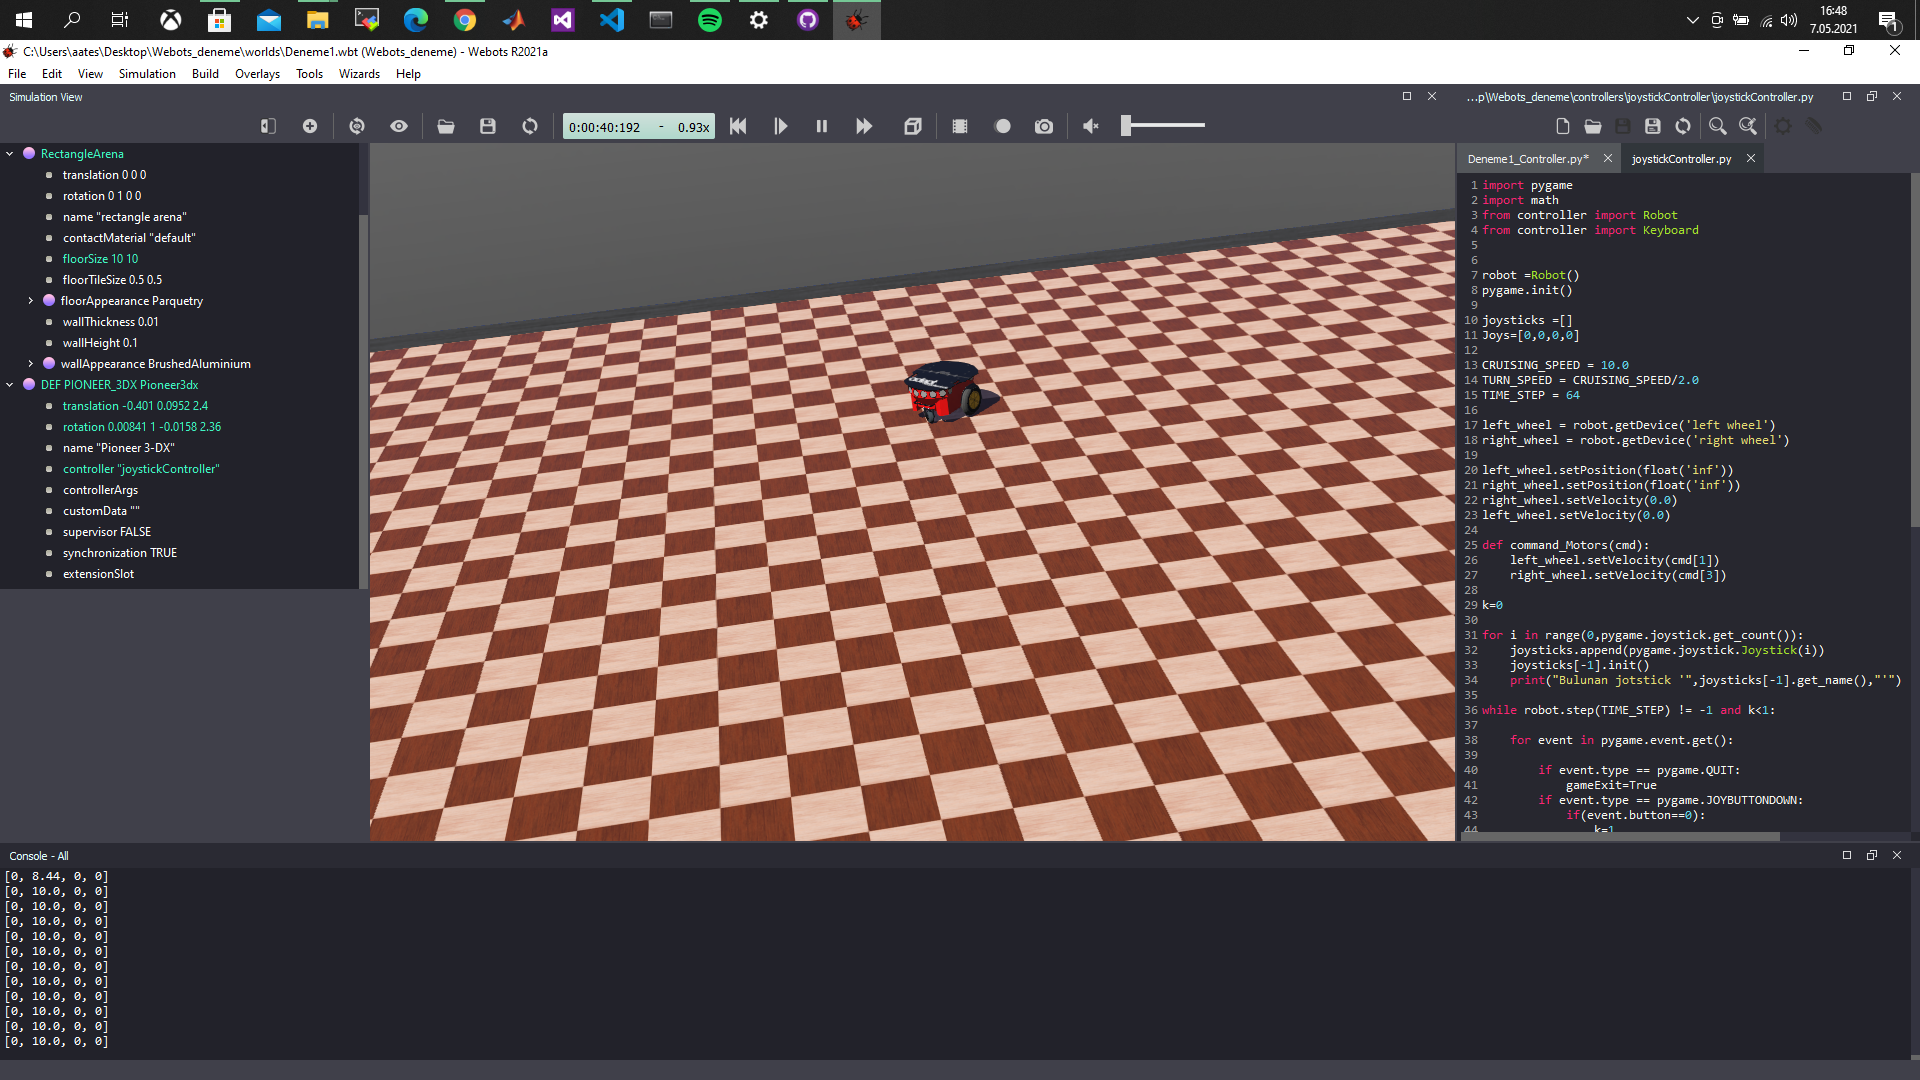 16:48
7.05.2021
1
C:\Users\aates\Desktop\Webots_deneme\worlds\Deneme1.wbt (Webots_deneme) - Webots R2021a
File Edit View Simulation Build Overlays Tools Wizards Help
Simulation View
0:00:40:192 - 0.93x
RectangleArena
translation 0 0 0
rotation 0 1 0 0
name "rectangle arena"
contactMaterial "default"
floorSize 10 10
floorTileSize 0.5 0.5
floorAppearance Parquetry
wallThickness 0.01
wallHeight 0.1
wallAppearance BrushedAluminium
DEF PIONEER_3DX Pioneer3dx
translation -0.401 0.0952 2.4
rotation 0.00841 1 -0.0158 2.36
name "Pioneer 3-DX"
controller "joystickController"
controllerArgs
customData ""
supervisor FALSE
synchronization TRUE
extensionSlot
...p\Webots_deneme\controllers\joystickController\joystickController.py
Deneme1_Controller.py* joystickController.py
1 import pygame
2 import math
3 from controller import Robot
4 from controller import Keyboard
5
6
7 robot =Robot()
8 pygame.init()
9
10 joysticks =[]
11 Joys=[0,0,0,0]
12
13 CRUISING_SPEED = 10.0
14 TURN_SPEED = CRUISING_SPEED/2.0
15 TIME_STEP = 64
16
17 left_wheel = robot.getDevice('left wheel')
18 right_wheel = robot.getDevice('right wheel')
19
20 left_wheel.setPosition(float('inf'))
21 right_wheel.setPosition(float('inf'))
22 right_wheel.setVelocity(0.0)
23 left_wheel.setVelocity(0.0)
24
25 def command_Motors(cmd):
26 left_wheel.setVelocity(cmd[1])
27 right_wheel.setVelocity(cmd[3])
28
29 k=0
30
31 for i in range(0,pygame.joystick.get_count()):
32 joysticks.append(pygame.joystick.Joystick(i))
33 joysticks[-1].init()
34 print("Bulunan jotstick '",joysticks[-1].get_name(),"'")
35
36 while robot.step(TIME_STEP) != -1 and k<1:
37
38 for event in pygame.event.get():
39
40 if event.type == pygame.QUIT:
41 gameExit=True
42 if event.type == pygame.JOYBUTTONDOWN:
43 if(event.button==0):
44 k=1
Console - All
[0, 8.44, 0, 0]
[0, 10.0, 0, 0]
[0, 10.0, 0, 0]
[0, 10.0, 0, 0]
[0, 10.0, 0, 0]
[0, 10.0, 0, 0]
[0, 10.0, 0, 0]
[0, 10.0, 0, 0]
[0, 10.0, 0, 0]
[0, 10.0, 0, 0]
[0, 10.0, 0, 0]
[0, 10.0, 0, 0]